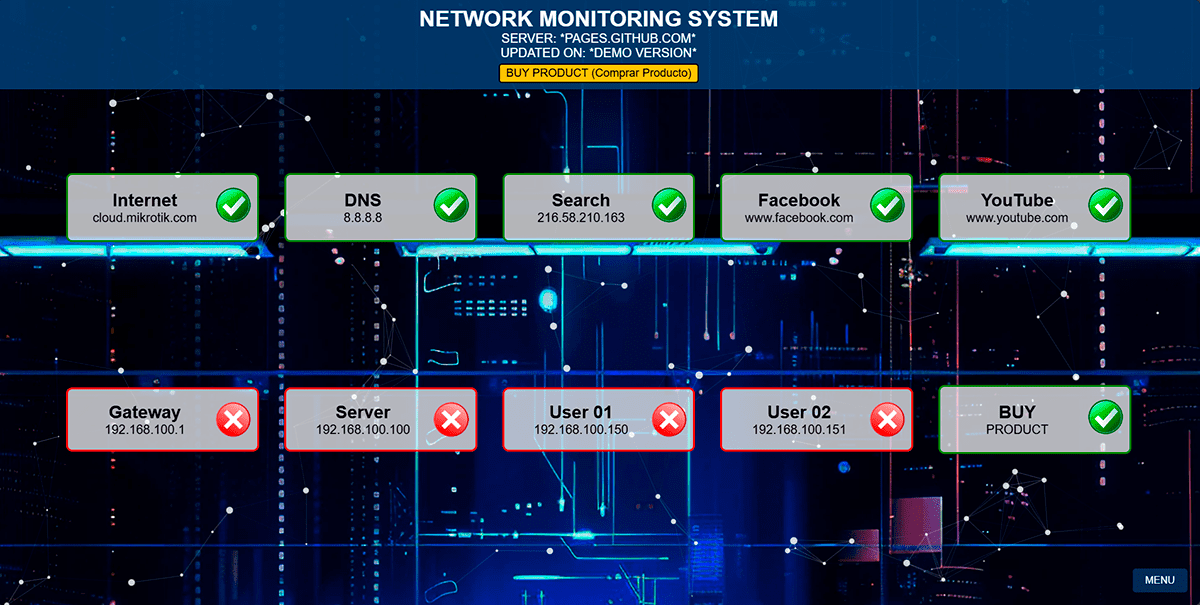 NETWORK MONITORING SYSTEM
SERVER: *PAGES.GITHUB.COM*
UPDATED ON: *DEMO VERSION*
BUY PRODUCT (Comprar Producto)
Internet
cloud.mikrotik.com
DNS
8.8.8.8
Search
216.58.210.163
Facebook
www.facebook.com
YouTube
www.youtube.com
Gateway
192.168.100.1
Server
192.168.100.100
User 01
192.168.100.150
User 02
192.168.100.151
BUY
PRODUCT
MENU